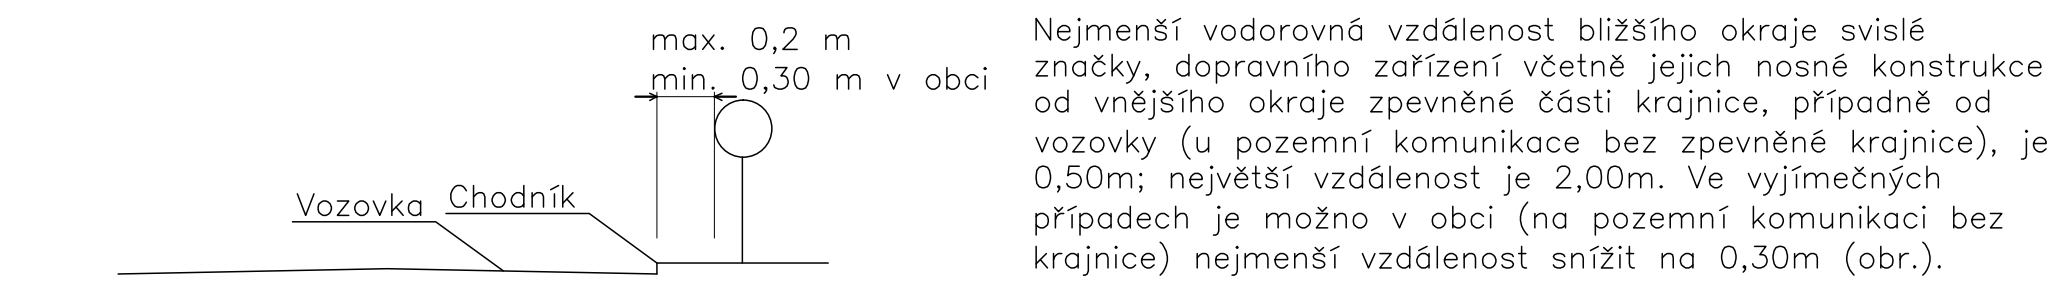 max. 0,2 m
min. 0,30 m v obci
Vozovka
Chodník
Nejmenší vodorovná vzdálenost bližšího okraje svislé
značky, dopravního zařízení včetně jejich nosné konstrukce
od vnějšího okraje zpevněné části krajnice, případně od
vozovky (u pozemní komunikace bez zpevněné krajnice), je
0,50m; největší vzdálenost je 2,00m. Ve vyjímečných
případech je možno v obci (na pozemní komunikaci bez
krajnice) nejmenší vzdálenost snížit na 0,30m (obr.).